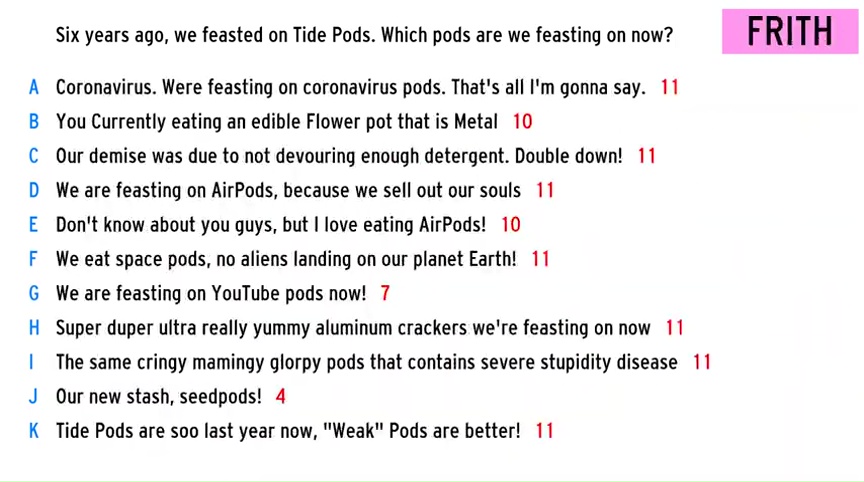 Six years ago, we feasted on Tide Pods. Which pods are we feasting on now?
FRITH
A Coronavirus. Were feasting on coronavirus pods. That's all I'm gonna say. 11
B You Currently eating an edible Flower pot that is Metal 10
C Our demise was due to not devouring enough detergent. Double down! 11
D We are feasting on AirPods, because we sell out our souls 11
E Don't know about you guys, but I love eating AirPods! 10
F We eat space pods, no aliens landing on our planet Earth! 11
G We are feasting on YouTube pods now! 7
H Super duper ultra really yummy aluminum crackers we're feasting on now 11
I The same cringy mamingy glorpy pods that contains severe stupidity disease 11
J Our new stash, seedpods! 4
K Tide Pods are soo last year now, "Weak" Pods are better! 11